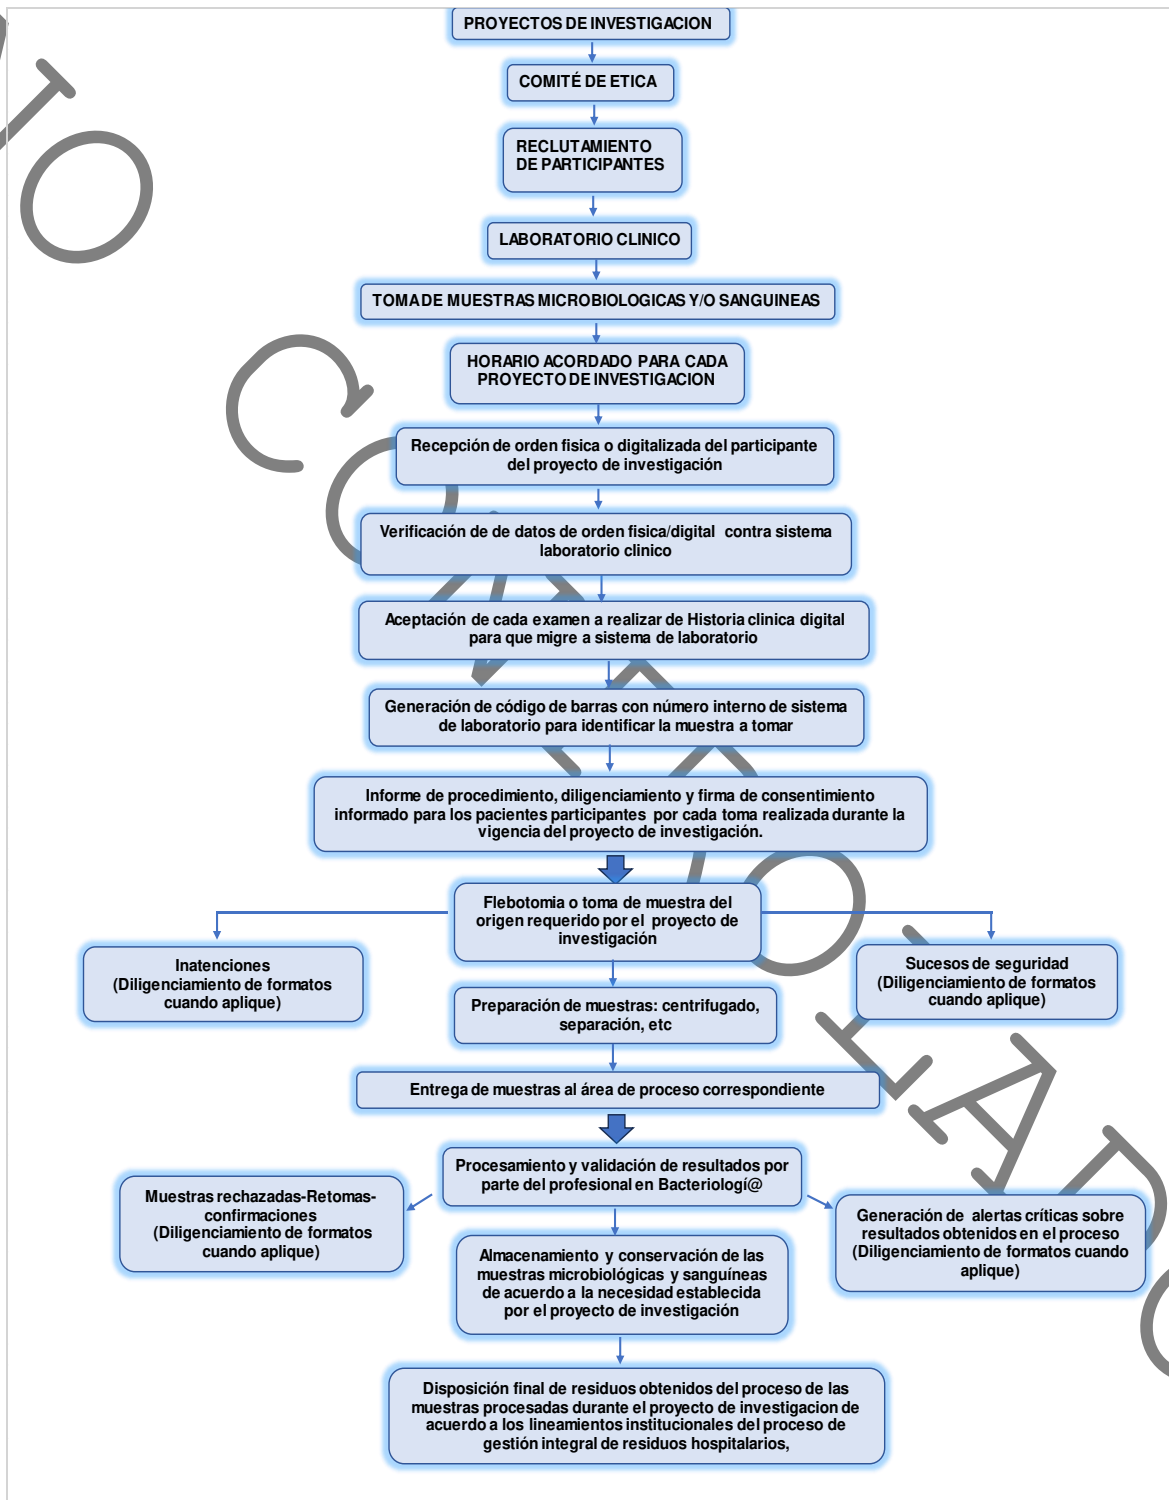 PROYECTOS DE INVESTIGACION
COMITÉ DE ETICA
RECLUTAMIENTO
DE PARTICIPANTES
LABORATORIO CLINICO
TOMA DE MUESTRAS MICROBIOLOGICAS Y/O SANGUINEAS
HORARIO ACORDADO PARA CADA
PROYECTO DE INVESTIGACION
Recepción de orden fisica o digitalizada del participante
del proyecto de investigación
Verificación de de datos de orden fisica/digital contra sistema
laboratorio clinico
Aceptación de cada examen a realizar de Historia clinica digital
para que migre a sistema de laboratorio
Generación de código de barras con número interno de sistema
de laboratorio para identificar la muestra a tomar
Informe de procedimiento, diligenciamiento y firma de consentimiento
informado para los pacientes participantes por cada toma realizada durante la
vigencia del proyecto de investigación.
Flebotomia o toma de muestra del
origen requerido por el proyecto de
investigación
Inatenciones
(Diligenciamiento de formatos
cuando aplique)
Sucesos de seguridad
(Diligenciamiento de formatos
cuando aplique)
Preparación de muestras: centrifugado,
separación, etc
Entrega de muestras al área de proceso correspondiente
Procesamiento y validación de resultados por
parte del profesional en Bacteriologí@
Muestras rechazadas-Retomas-
confirmaciones
(Diligenciamiento de formatos
cuando aplique)
Generación de alertas críticas sobre
resultados obtenidos en el proceso
(Diligenciamiento de formatos cuando
aplique)
Almacenamiento y conservación de las
muestras microbiológicas y sanguíneas
de acuerdo a la necesidad establecida
por el proyecto de investigación
Disposición final de residuos obtenidos del proceso de las
muestras procesadas durante el proyecto de investigacion de
acuerdo a los lineamientos institucionales del proceso de
gestión integral de residuos hospitalarios,
NO CONTROLADO